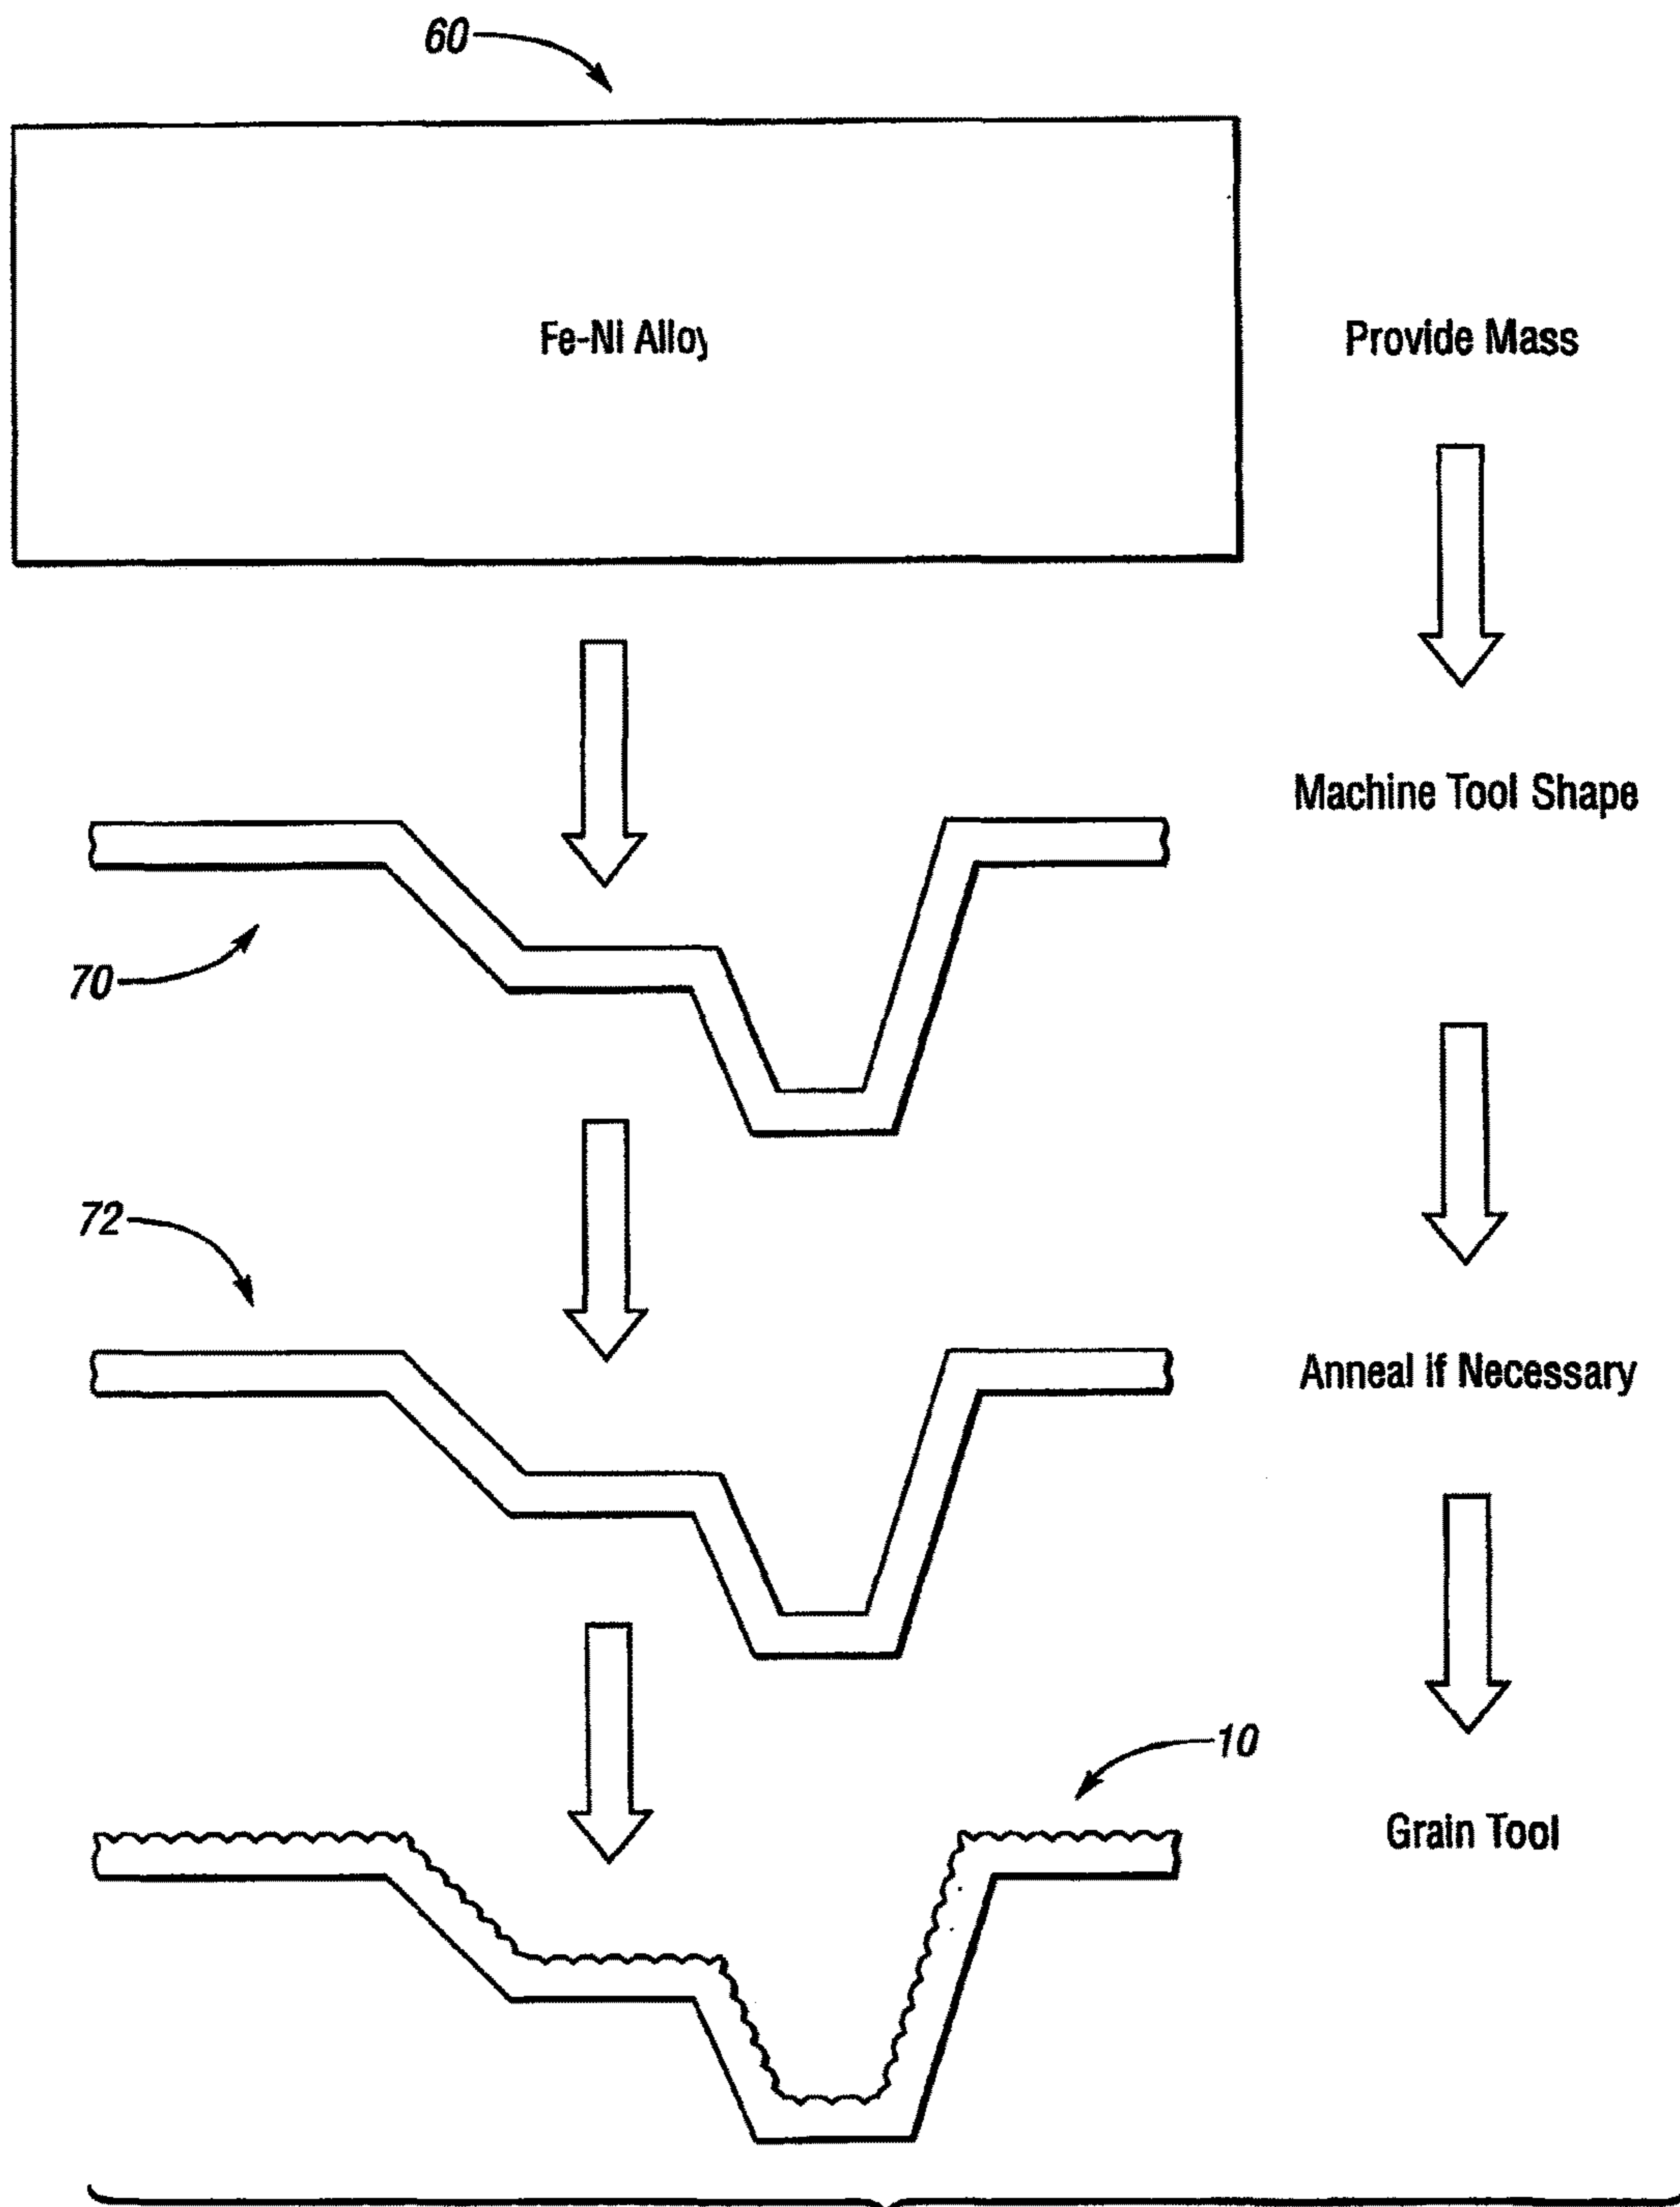 60
Fe-Ni Alloy
Provide Mass
Machine Tool Shape
70
72
Anneal if Necessary
10
Grain Tool